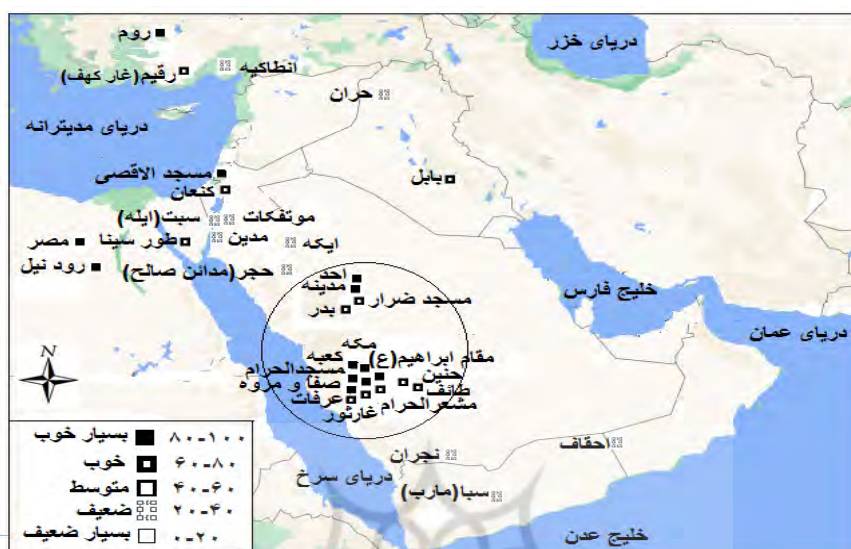 روم
دریای خزر
انطاکیه
رقیم(غار کهف)
حران
دریای مدیترانه
مسجد الاقصی
بابل
کنعان
موتفکات
سبت(ایله)
مصر
طور سینا
مدین
ایکه
رود نیل
حجر(مدائن صالح)
احد
مدینه
مسجد ضرار
خلیج فارس
بدر
دریای عمان
مکه
کعبه
مقام ابراهیم(ع)
مسجدالحرام
حنین
صفا و مروه
طائف
عرفات
مشعرالحرام
غارثور
N
احقاف
نجران
دریای سرخ
سبا(مارب)
خلیج عدن
بسیار خوب ۸۰-۱۰۰
خوب ۶۰-۸۰
متوسط ۴۰-۶۰
ضعیف ۲۰-۴۰
بسیار ضعیف ۰-۲۰